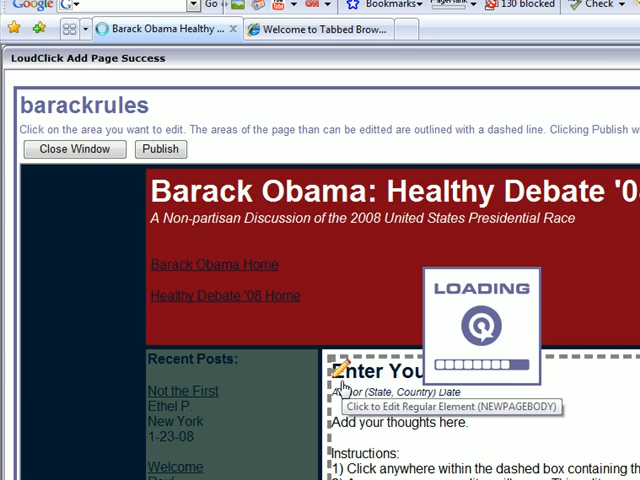 Google
Bookmarks
PageRank
130 blocked
Check
Barack Obama Healthy ...
Welcome to Tabbed Brow...
LoudClick Add Page Success
barackrules
Click on the area you want to edit. The areas of the page than can be editted are outlined with a dashed line. Clicking Publish w
Close Window
Publish
Barack Obama: Healthy Debate '0
A Non-partisan Discussion of the 2008 United States Presidential Race
Barack Obama Home
Healthy Debate '08 Home
LOADING
Recent Posts:
Not the First
Ethel P.
New York
1-23-08
Welcome
Enter You
(State, Country) Date
Click to Edit Regular Element (NEWPAGEBODY)
Add your thoughts here.
Instructions:
1) Click anywhere within the dashed box containing th